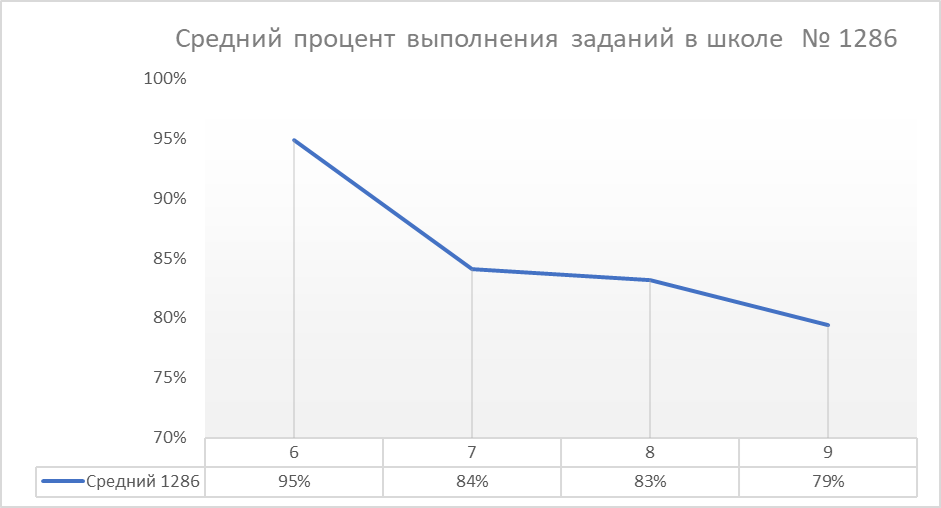 Средний процент выполнения заданий в школе № 1286
100%
95%
90%
85%
80%
75%
70%
6 7 8 9
Средний 1286 95% 84% 83% 79%